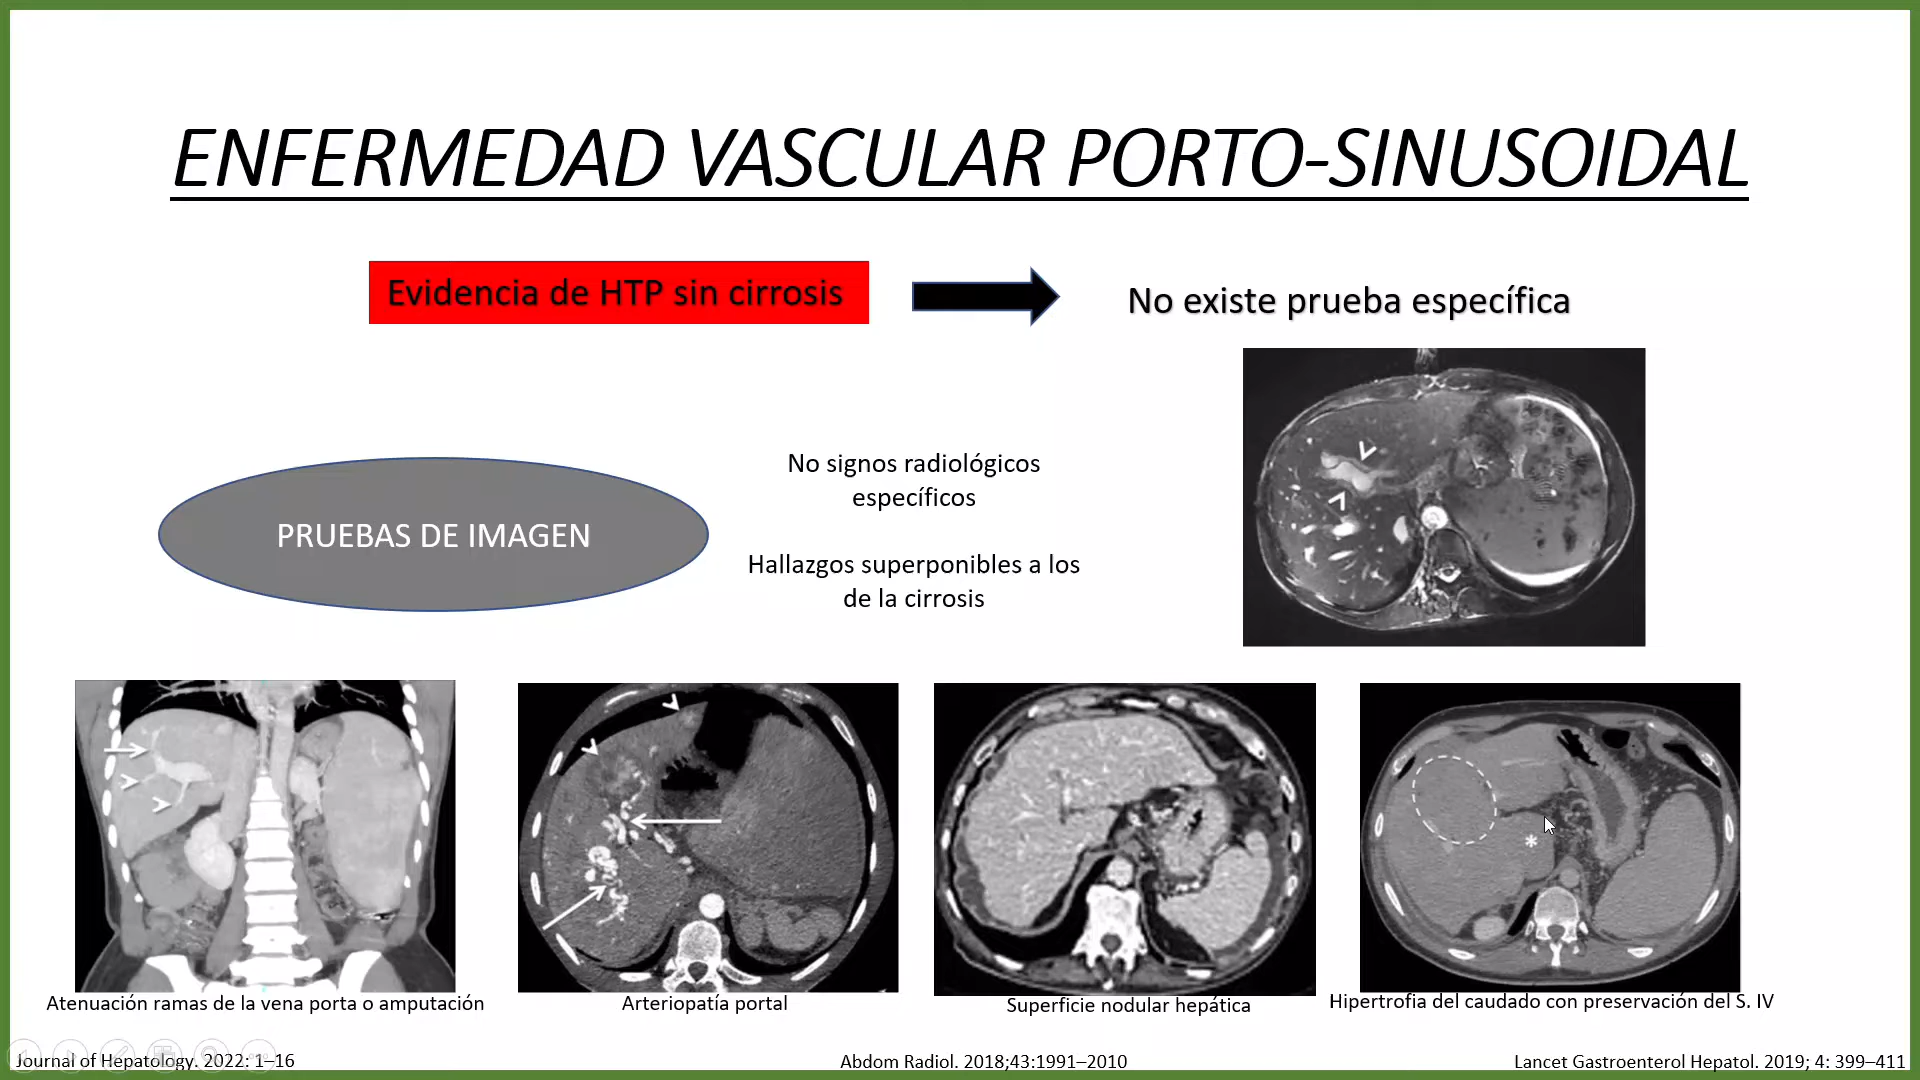 ENFERMEDAD VASCULAR PORTO-SINUSOIDAL
Evidencia de HTP sin cirrosis
No existe prueba específica
PRUEBAS DE IMAGEN
No signos radiológicos
específicos
Hallazgos superponibles a los
de la cirrosis
*
Atenuación ramas de la vena porta o amputación
Arteriopatía portal
Superficie nodular hepática
Hipertrofia del caudado con preservación del S. IV
Journal of Hepatology. 2022: 1–16
Abdom Radiol. 2018;43:1991–2010
Lancet Gastroenterol Hepatol. 2019; 4: 399–411